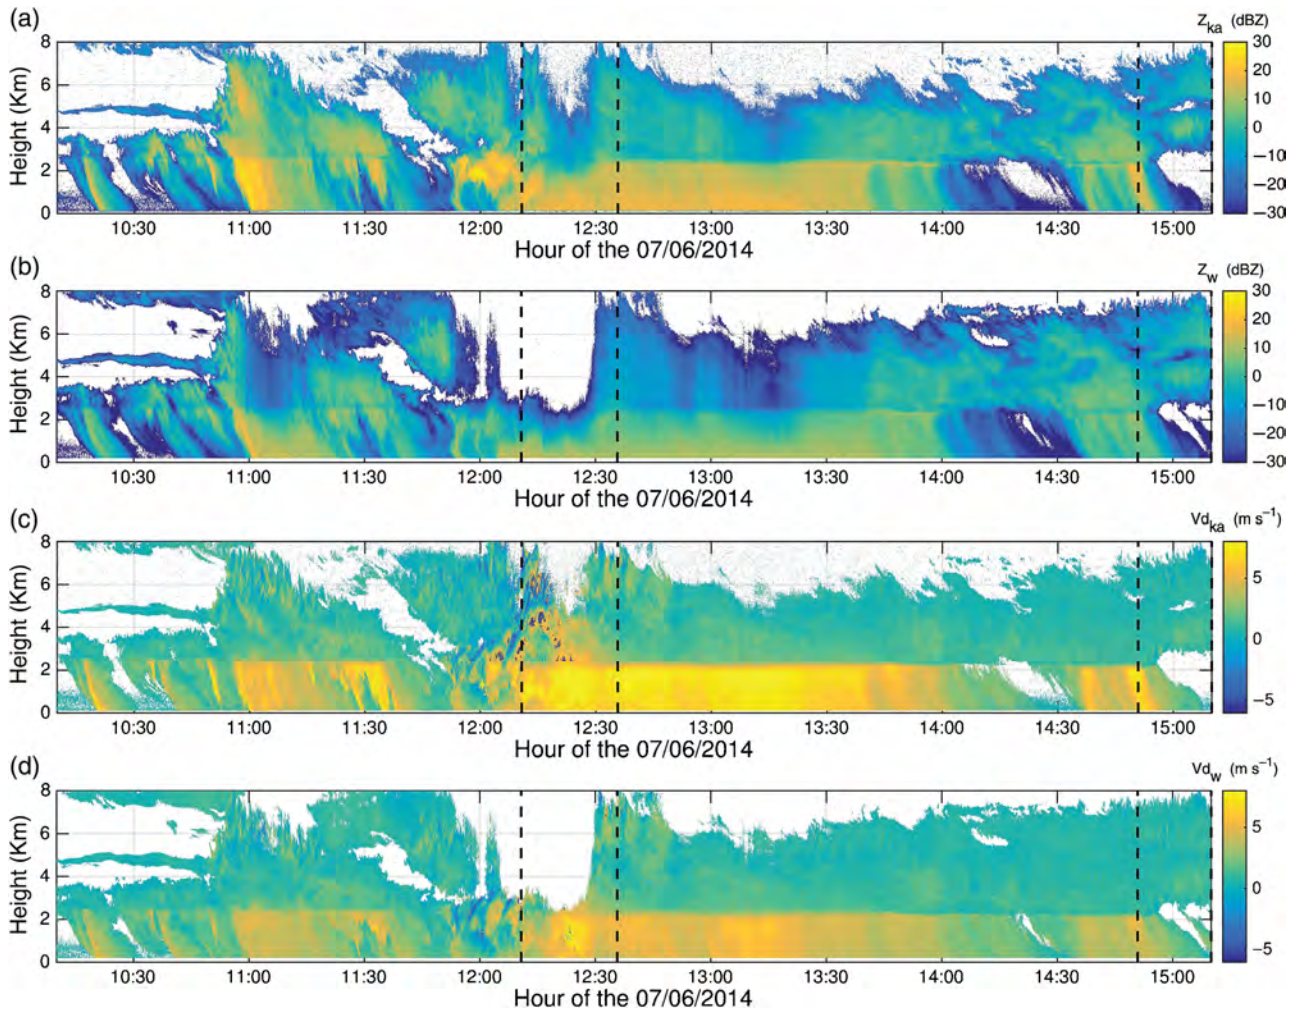 (a)
Z_ka (dBZ)
Height (Km)
8
6
4
2
0
30
20
10
0
−10
−20
−30
10:30 11:00 11:30 12:00 12:30 13:00 13:30 14:00 14:30 15:00
Hour of the 07/06/2014
(b)
Z_w (dBZ)
Height (Km)
8
6
4
2
0
30
20
10
0
−10
−20
−30
10:30 11:00 11:30 12:00 12:30 13:00 13:30 14:00 14:30 15:00
Hour of the 07/06/2014
(c)
Vd_ka (m s⁻¹)
Height (Km)
8
6
4
2
0
5
0
−5
10:30 11:00 11:30 12:00 12:30 13:00 13:30 14:00 14:30 15:00
Hour of the 07/06/2014
(d)
Vd_w (m s⁻¹)
Height (Km)
8
6
4
2
0
5
0
−5
10:30 11:00 11:30 12:00 12:30 13:00 13:30 14:00 14:30 15:00
Hour of the 07/06/2014